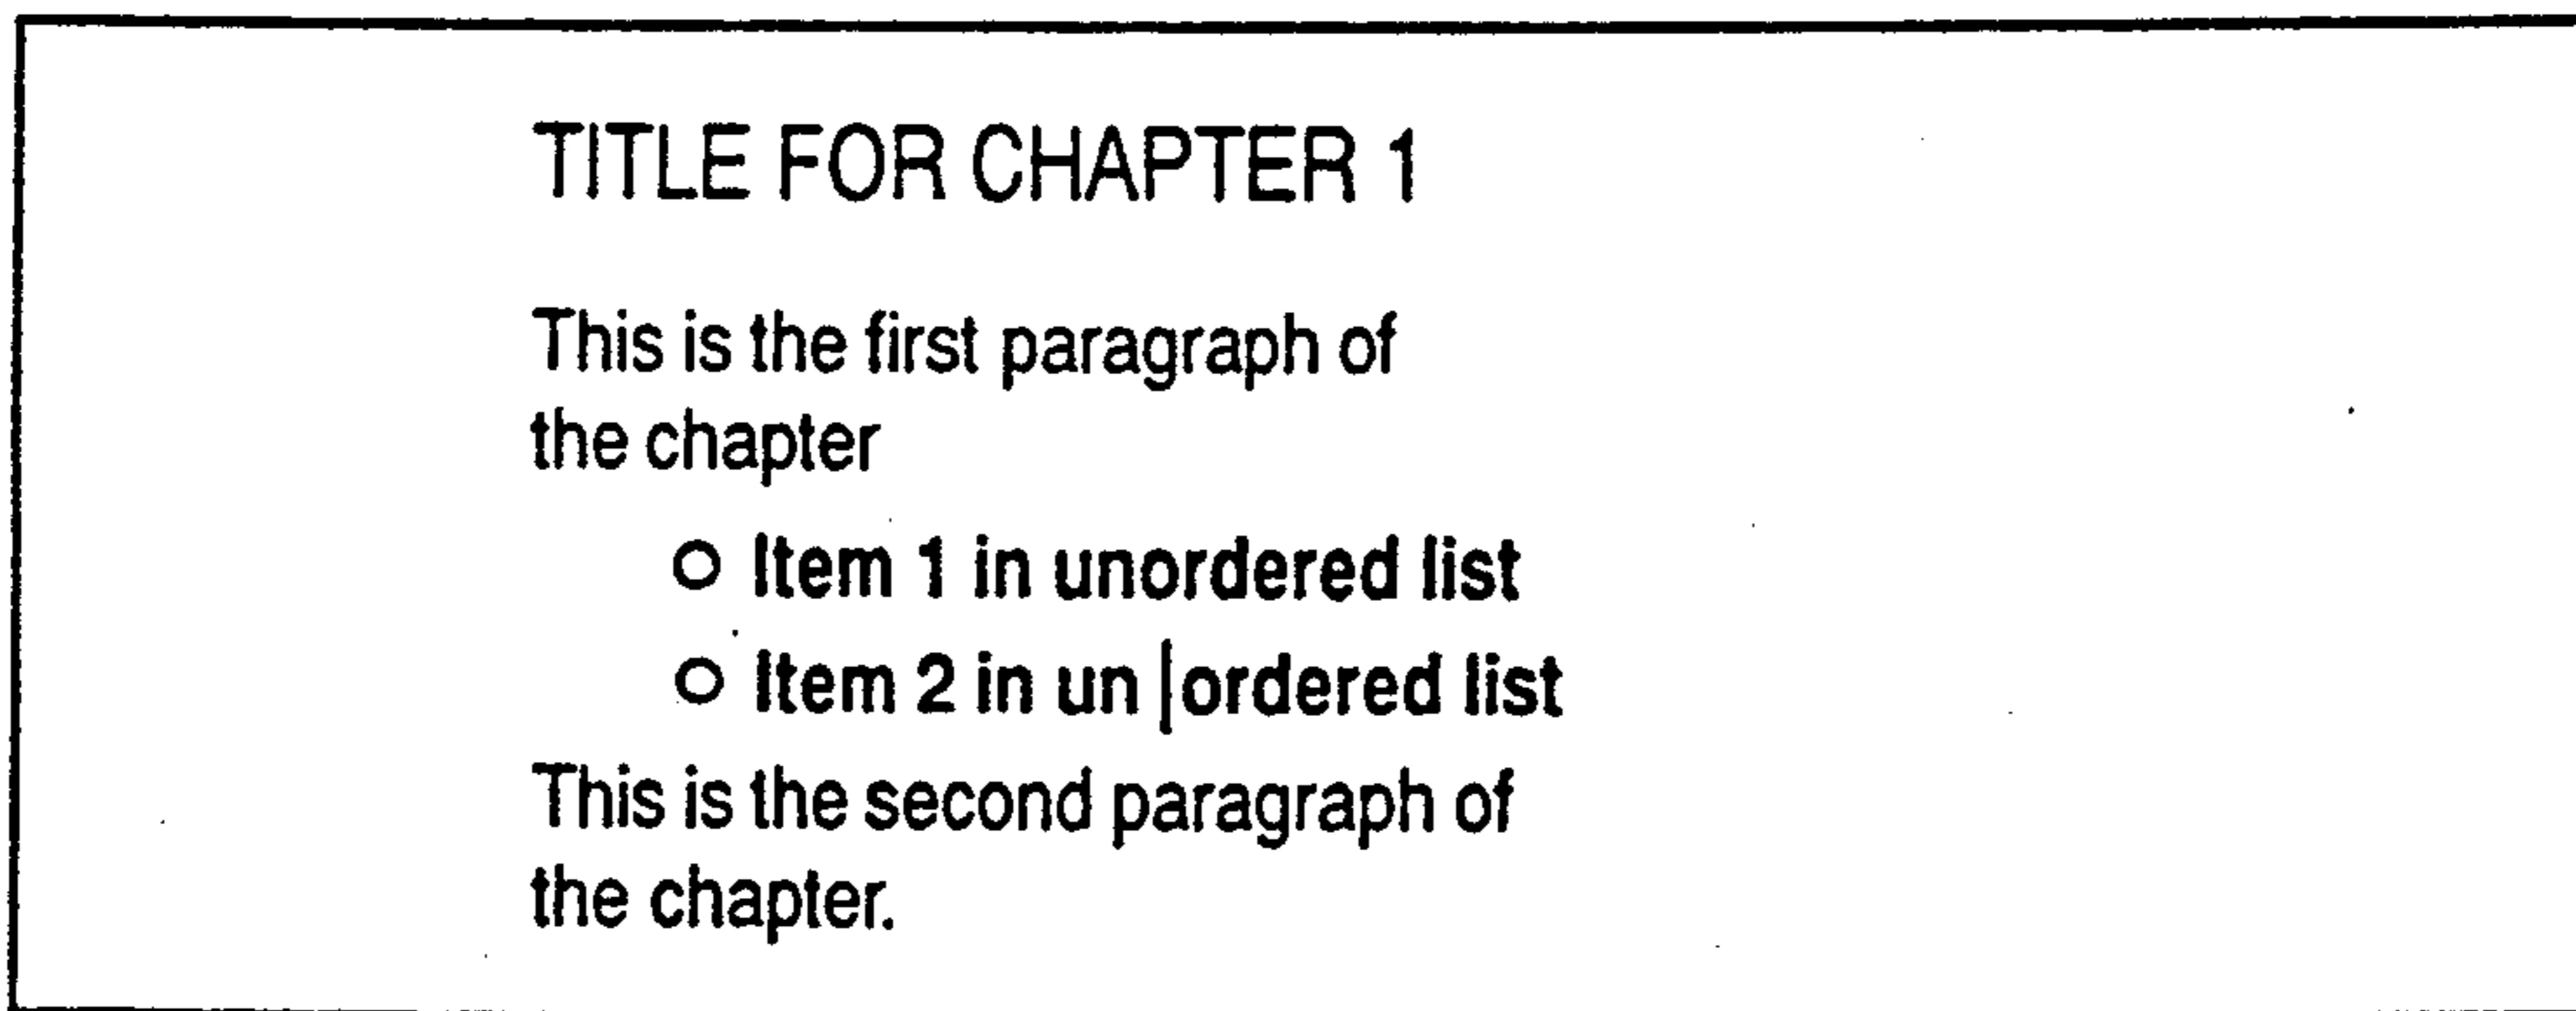 TITLE FOR CHAPTER 1
This is the first paragraph of
the chapter
○ Item 1 in unordered list
○ Item 2 in un |ordered list
This is the second paragraph of
the chapter.